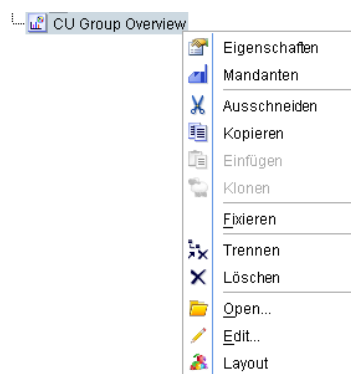 CU Group Overview
Eigenschaften
Mandanten
Ausschneiden
Kopieren
Einfügen
Klonen
Fixieren
Trennen
Löschen
Open...
Edit...
Layout